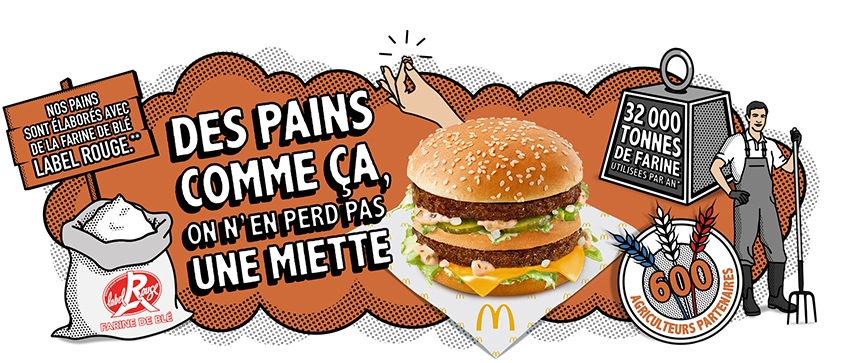 NOS PAINS
SONT ÉLABORÉS AVEC
DE LA FARINE DE BLÉ
LABEL ROUGE.**
DES PAINS
COMME ÇA,
ON N'EN PERD PAS
UNE MIETTE
32 000
TONNES
DE FARINE
UTILISÉES PAR AN*
label
Rouge
FARINE DE BLÉ
600
AGRICULTEURS PARTENAIRES